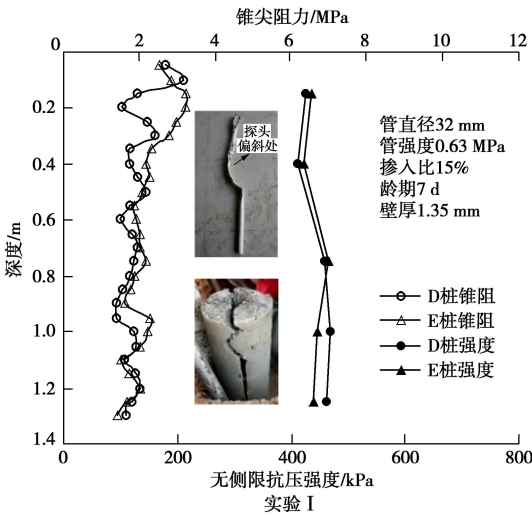 锥尖阻力/MPa
0 2 4 6 8 10 12
0.2
0.4
0.6
0.8
1.0
1.2
1.4
深度/m
探头
偏斜处
管直径32 mm
管强度0.63 MPa
掺入比15%
龄期7 d
壁厚1.35 mm
D桩锥阻
E桩锥阻
D桩强度
E桩强度
0 200 400 600 800
无侧限抗压强度/kPa
实验 I